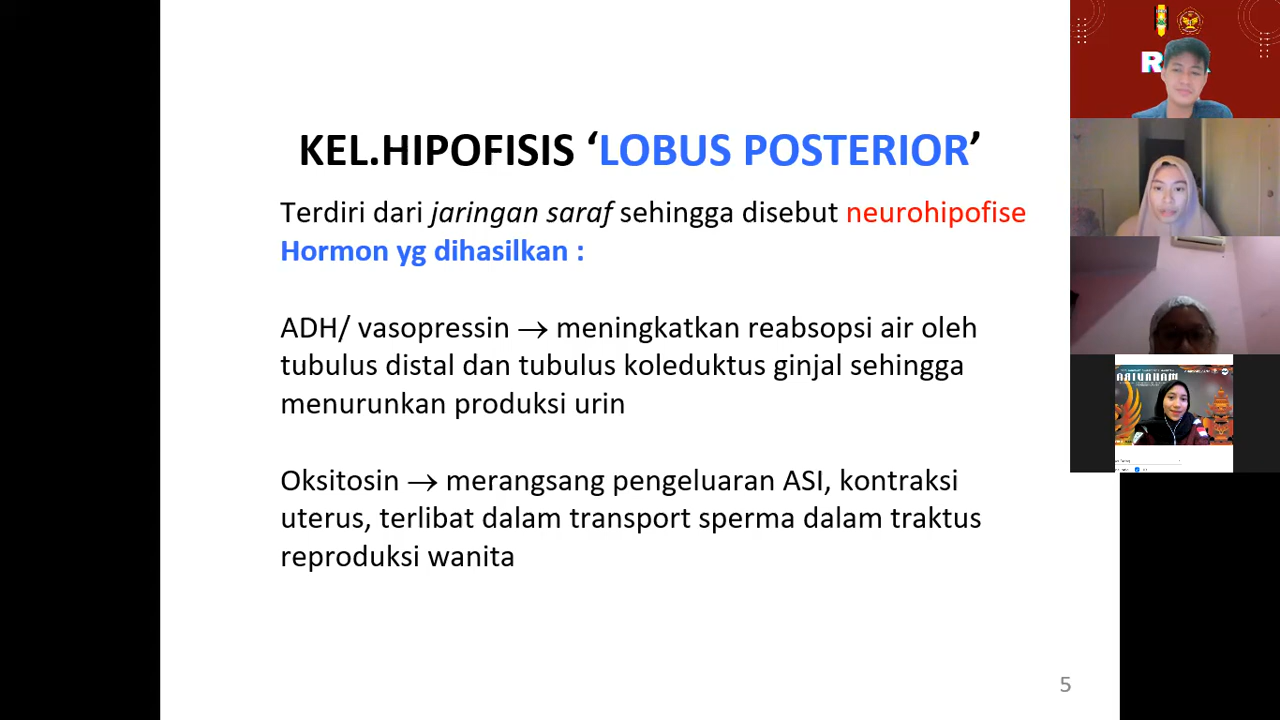 KEL.HIPOFISIS ‘LOBUS POSTERIOR’
Terdiri dari jaringan saraf sehingga disebut neurohipofise
Hormon yg dihasilkan :
ADH/ vasopressin → meningkatkan reabsopsi air oleh
tubulus distal dan tubulus koleduktus ginjal sehingga
menurunkan produksi urin
Oksitosin → merangsang pengeluaran ASI, kontraksi
uterus, terlibat dalam transport sperma dalam traktus
reproduksi wanita
5